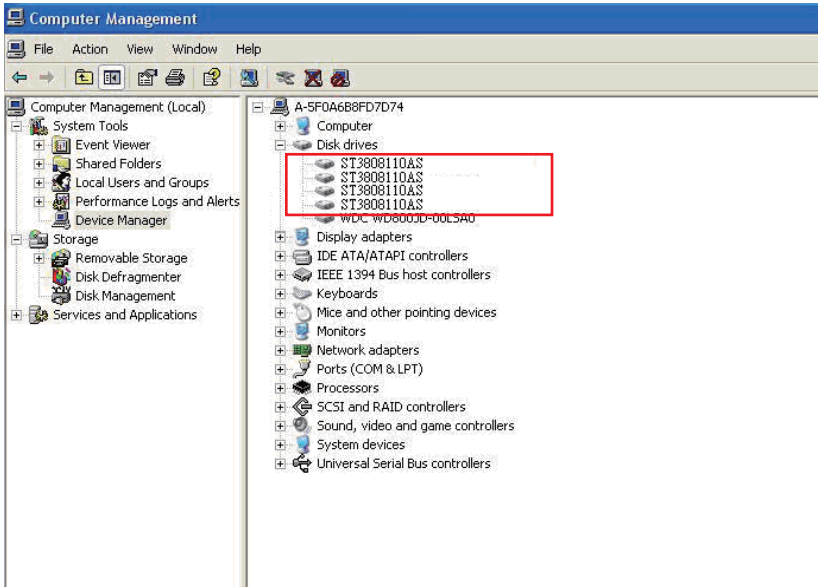 Computer Management
File Action View Window Help
Computer Management (Local)
System Tools
Event Viewer
Shared Folders
Local Users and Groups
Performance Logs and Alerts
Device Manager
Storage
Removable Storage
Disk Defragmenter
Disk Management
Services and Applications
A-5F0A6B8FD7D74
Computer
Disk drives
ST3808110AS
ST3808110AS
ST3808110AS
ST3808110AS
WDC WD800JD-00LSA0
Display adapters
IDE ATA/ATAPI controllers
IEEE 1394 Bus host controllers
Keyboards
Mice and other pointing devices
Monitors
Network adapters
Ports (COM & LPT)
Processors
SCSI and RAID controllers
Sound, video and game controllers
System devices
Universal Serial Bus controllers